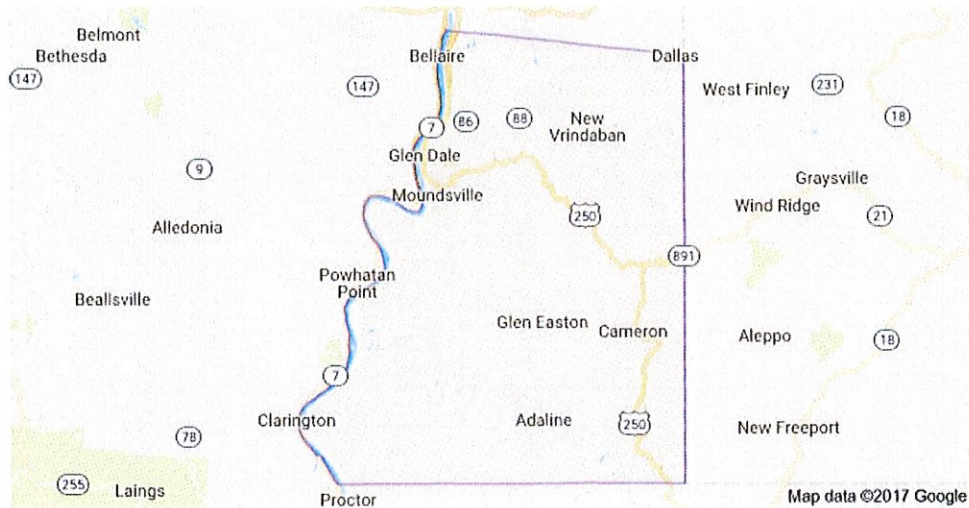 Belmont
Bethesda
147
Bellaire
Dallas
147
West Finley
231
18
7
86
88
New
Vrindaban
Glen Dale
9
Moundsville
Graysville
Wind Ridge
21
250
Alledonia
891
Powhatan
Point
Beallsville
Glen Easton
Cameron
Aleppo
18
7
Clarington
Adaline
250
New Freeport
78
255
Laings
Proctor
Map data ©2017 Google